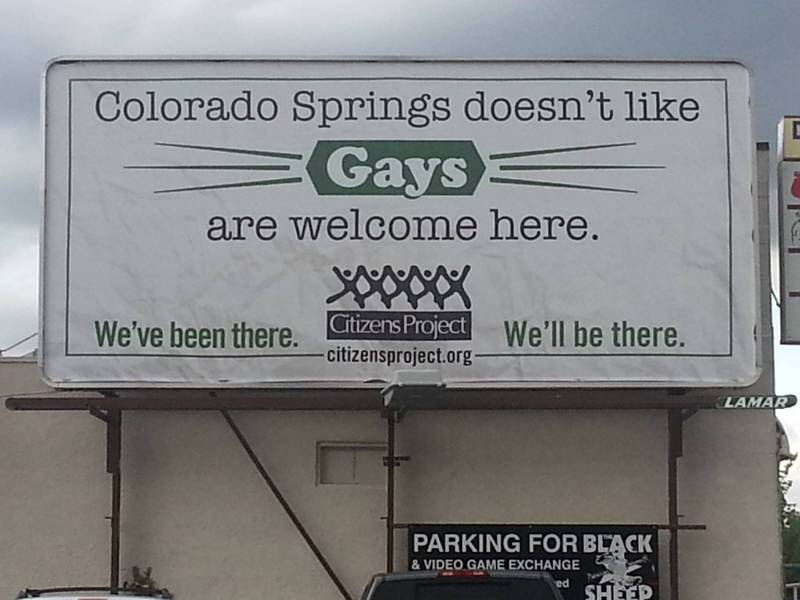 Colorado Springs doesn't like
Gays
are welcome here.
We've been there.
Citizens Project
We'll be there.
citizensproject.org
LAMAR
PARKING FOR BLACK
& VIDEO GAME EXCHANGE
SHEEP
ed